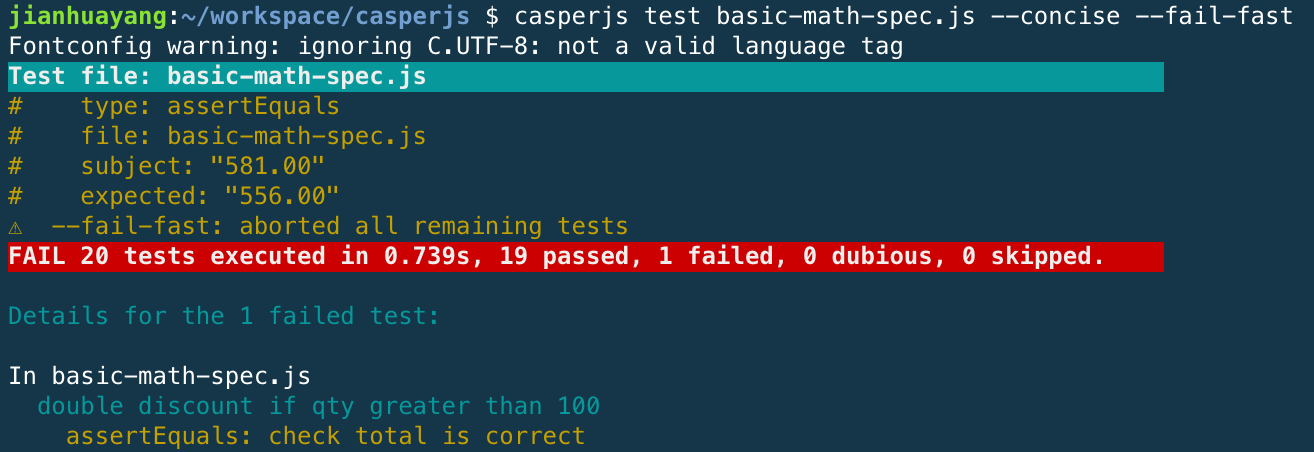 jianhuayang:~/workspace/casperjs $ casperjs test basic-math-spec.js --concise --fail-fast
Fontconfig warning: ignoring C.UTF-8: not a valid language tag
Test file: basic-math-spec.js
#    type: assertEquals
#    file: basic-math-spec.js
#    subject: "581.00"
#    expected: "556.00"
⚠  --fail-fast: aborted all remaining tests
FAIL 20 tests executed in 0.739s, 19 passed, 1 failed, 0 dubious, 0 skipped.
Details for the 1 failed test:
In basic-math-spec.js
  double discount if qty greater than 100
    assertEquals: check total is correct